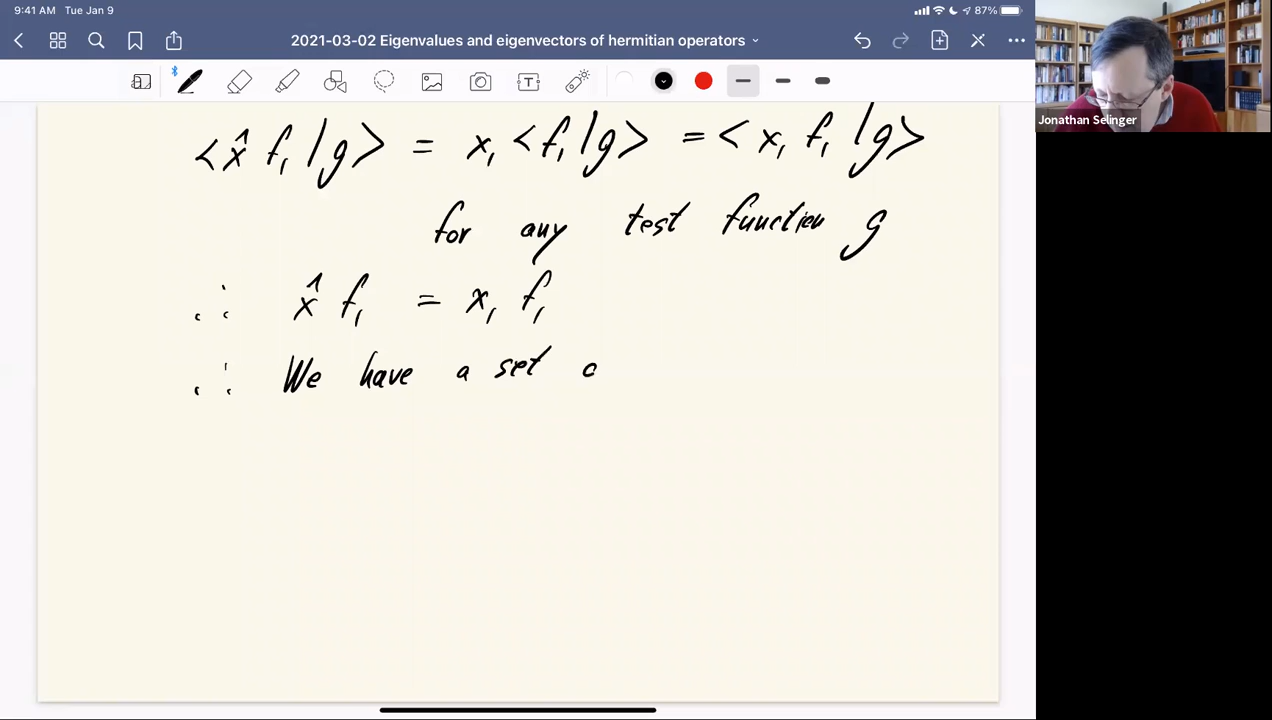 9:41 AM Tue Jan 9
87%
2021-03-02 Eigenvalues and eigenvectors of hermitian operators
T
Jonathan Selinger
<x̂ f₁|g> = x₁ <f₁|g> = <x₁ f₁|g>
for any test function g
∴ x̂ f₁ = x₁ f₁
∴ We have a set c